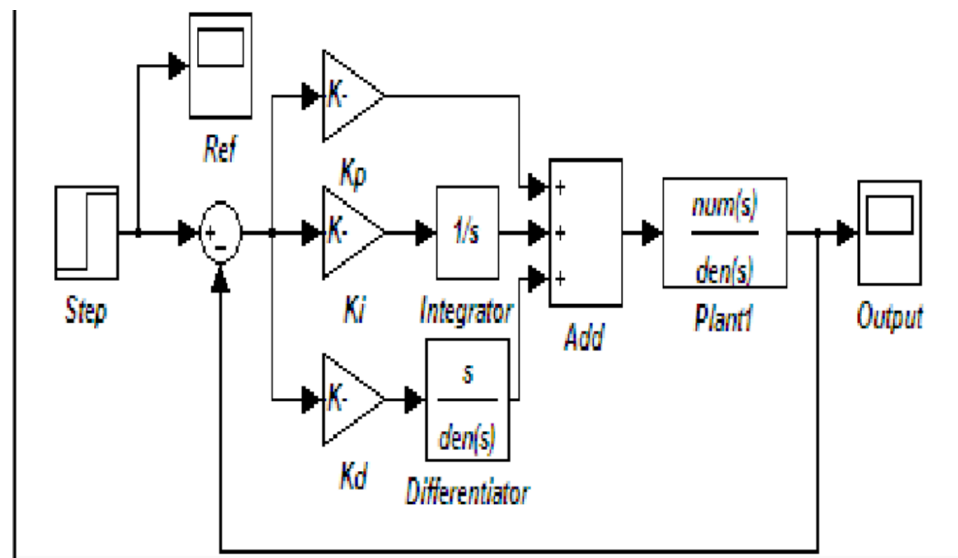 K-
Ref
Kp
+
num(s)
+
−
K-
1/s
+
den(s)
Step
Ki
Integrator
+
Add
Plant1
Output
K-
s
den(s)
Kd
Differentiator